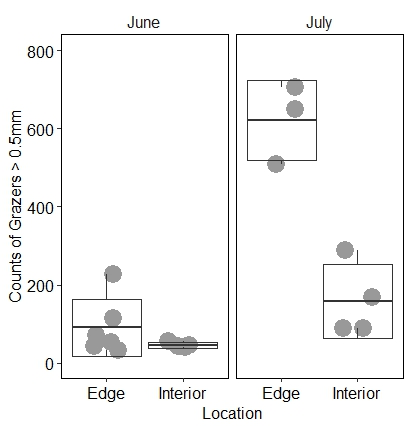 June July
800
600
400
200
0
Counts of Grazers > 0.5mm
Edge Interior Edge Interior
Location